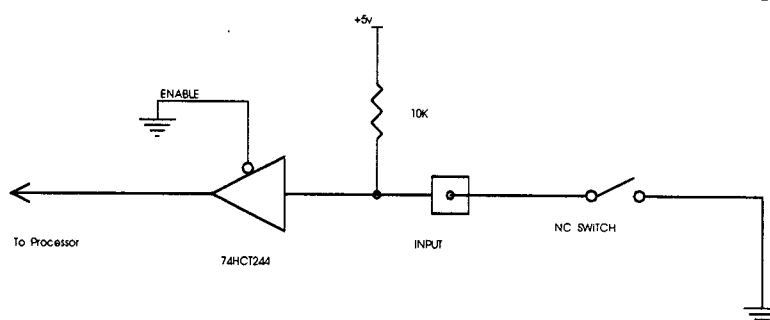 +5v
ENABLE
10K
To Processor
74HCT244
INPUT
NC SWITCH